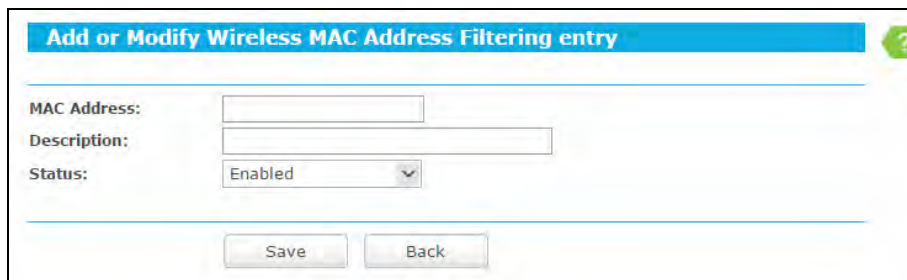 Add or Modify Wireless MAC Address Filtering entry
?
MAC Address:
Description:
Status: Enabled
Save Back